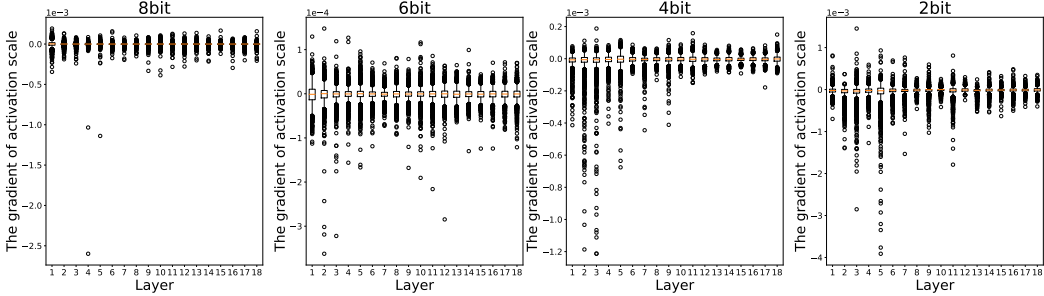 8bit
1e−3
The gradient of activation scale
0.0
−0.5
−1.0
−1.5
−2.0
−2.5
1 2 3 4 5 6 7 8 9 10 11 12 13 14 15 16 17 18
Layer
6bit
1e−4
The gradient of activation scale
1
0
−1
−2
−3
1 2 3 4 5 6 7 8 9 10 11 12 13 14 15 16 17 18
Layer
4bit
1e−3
The gradient of activation scale
0.2
0.0
−0.2
−0.4
−0.6
−0.8
−1.0
−1.2
1 2 3 4 5 6 7 8 9 10 11 12 13 14 15 16 17 18
Layer
2bit
1e−3
The gradient of activation scale
1
0
−1
−2
−3
−4
1 2 3 4 5 6 7 8 9 10 11 12 13 14 15 16 17 18
Layer